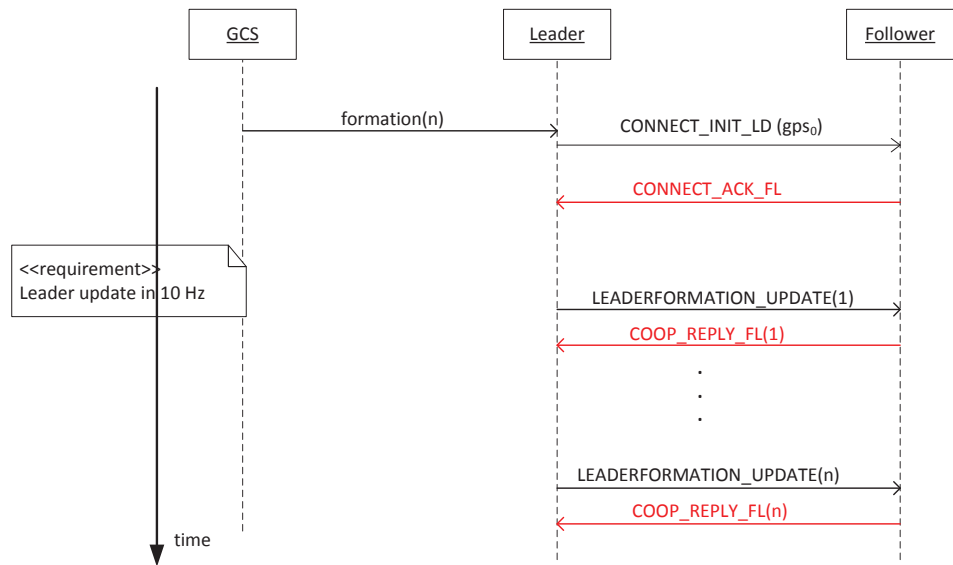 GCS
Leader
Follower
formation(n)
CONNECT_INIT_LD (gps₀)
CONNECT_ACK_FL
<<requirement>>
Leader update in 10 Hz
LEADERFORMATION_UPDATE(1)
COOP_REPLY_FL(1)
.
.
.
LEADERFORMATION_UPDATE(n)
COOP_REPLY_FL(n)
time